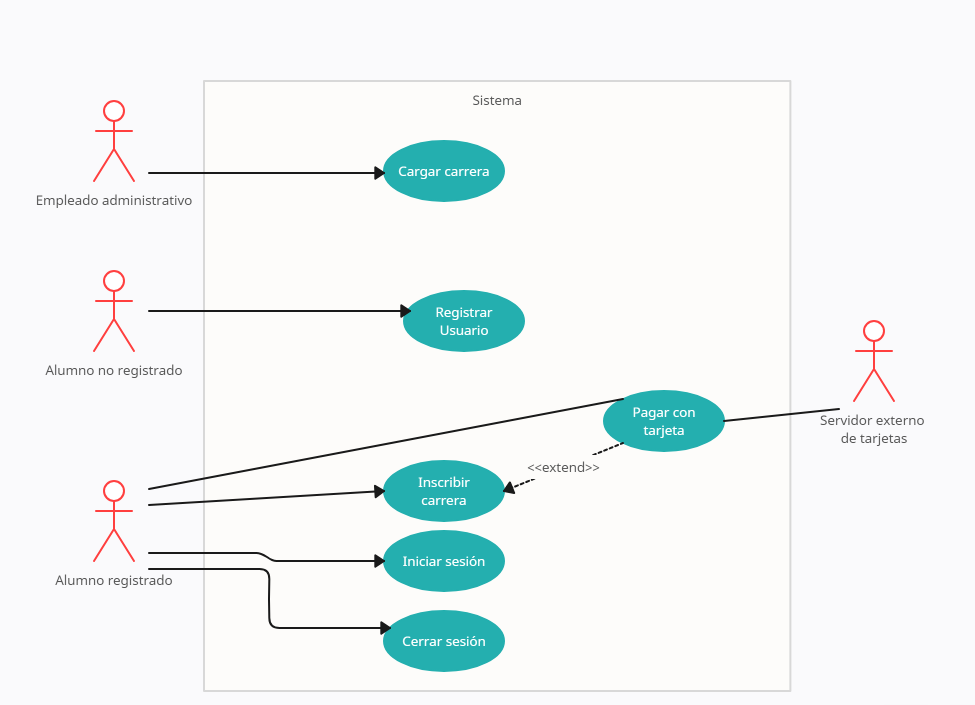 Sistema
Cargar carrera
Empleado administrativo
Registrar
Usuario
Alumno no registrado
Pagar con
tarjeta
Servidor externo
de tarjetas
<<extend>>
Inscribir
carrera
Iniciar sesión
Alumno registrado
Cerrar sesión